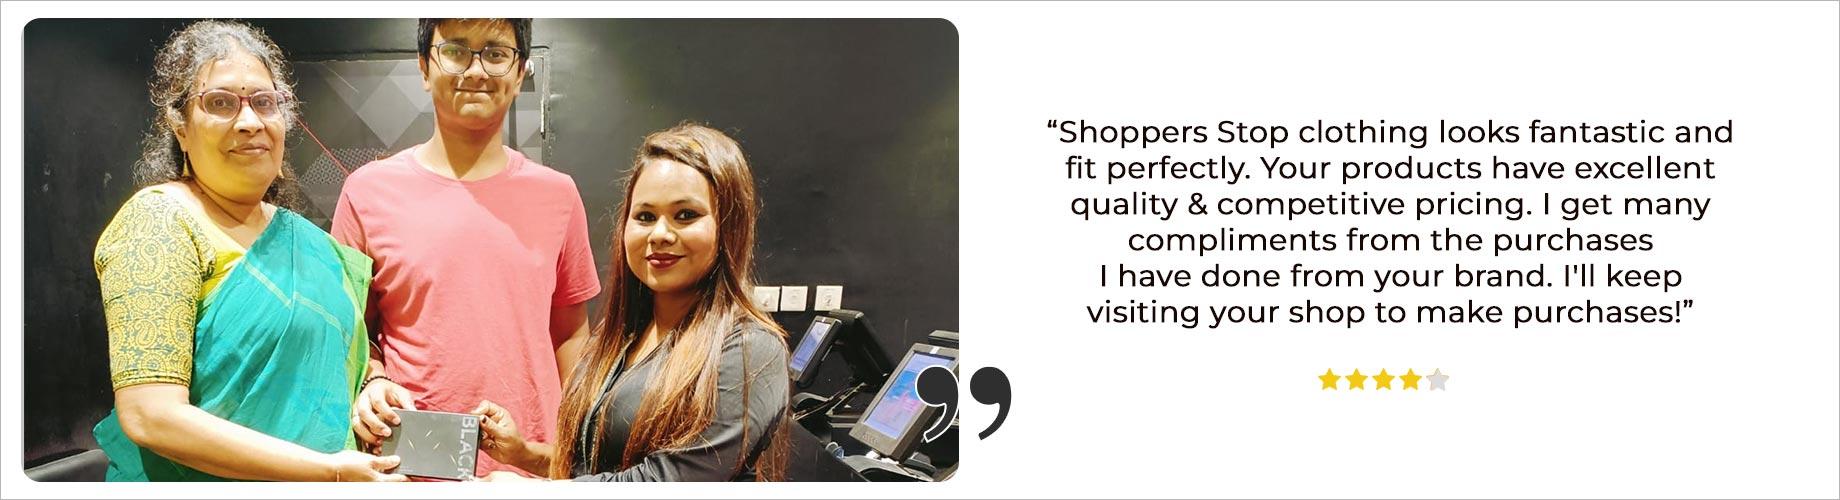 “Shoppers Stop clothing looks fantastic and
fit perfectly. Your products have excellent
quality & competitive pricing. I get many
compliments from the purchases
I have done from your brand. I'll keep
visiting your shop to make purchases!”
BLACK